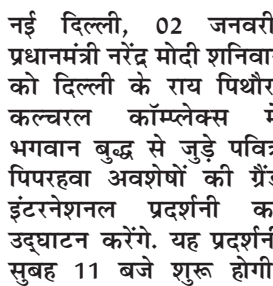 नई दिल्ली, 02 जनवरी
प्रधानमंत्री नरेंद्र मोदी शनिवार
को दिल्ली के राय पिथौरा
कल्चरल कॉम्प्लेक्स में
भगवान बुद्ध से जुड़े पवित्र
पिपरहवा अवशेषों की ग्रैंड
इंटरनेशनल प्रदर्शनी का
उद्घाटन करेंगे. यह प्रदर्शनी
सुबह 11 बजे शुरू होगी